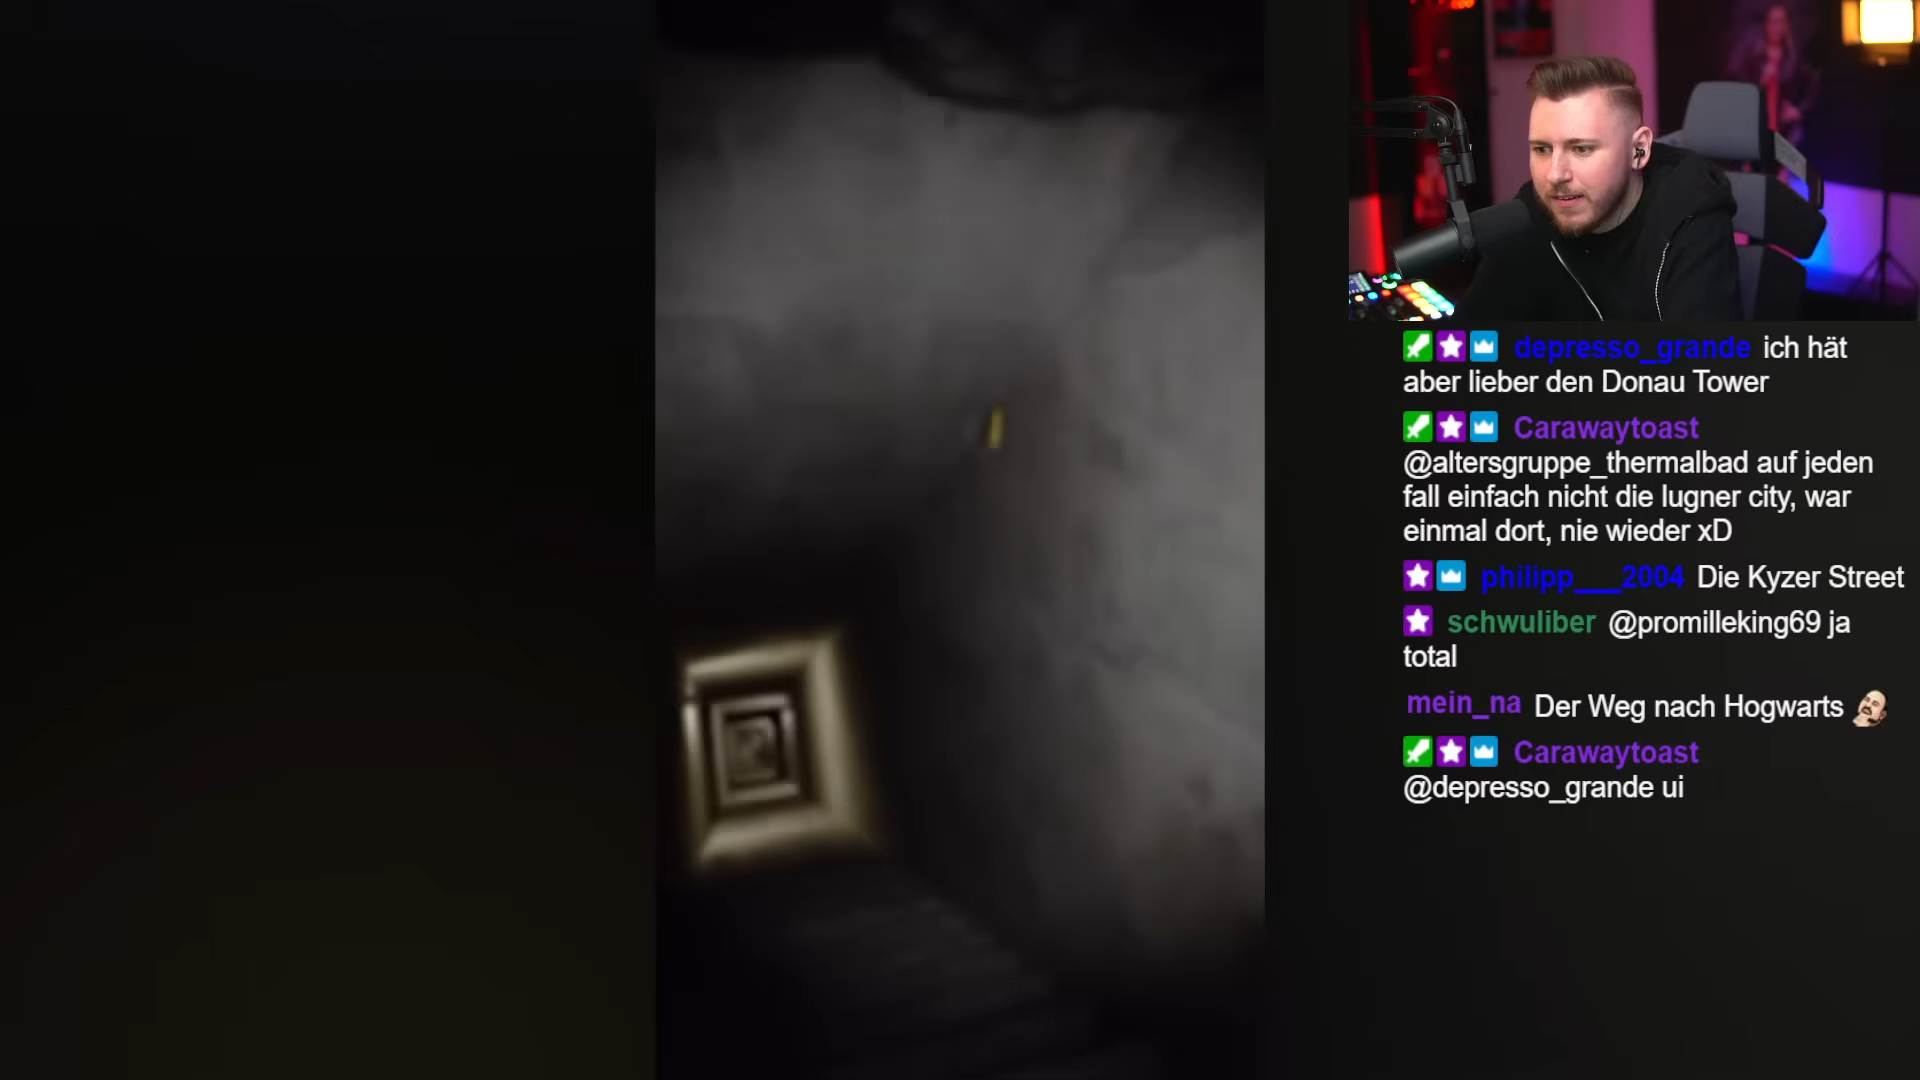 depresso_grande ich hät
aber lieber den Donau Tower
Carawaytoast
@altersgruppe_thermalbad auf jeden
fall einfach nicht die lugner city, war
einmal dort, nie wieder xD
philipp___2004 Die Kyzer Street
schwuliber @promilleking69 ja
total
mein_na Der Weg nach Hogwarts
Carawaytoast
@depresso_grande ui